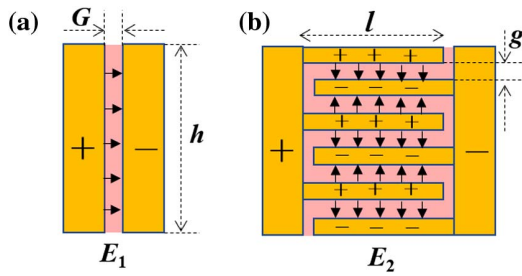 (a) G (b) l g
h
+ − + −
+ + +
− − −
+ + +
− − −
+ + +
− − −
E₁ E₂